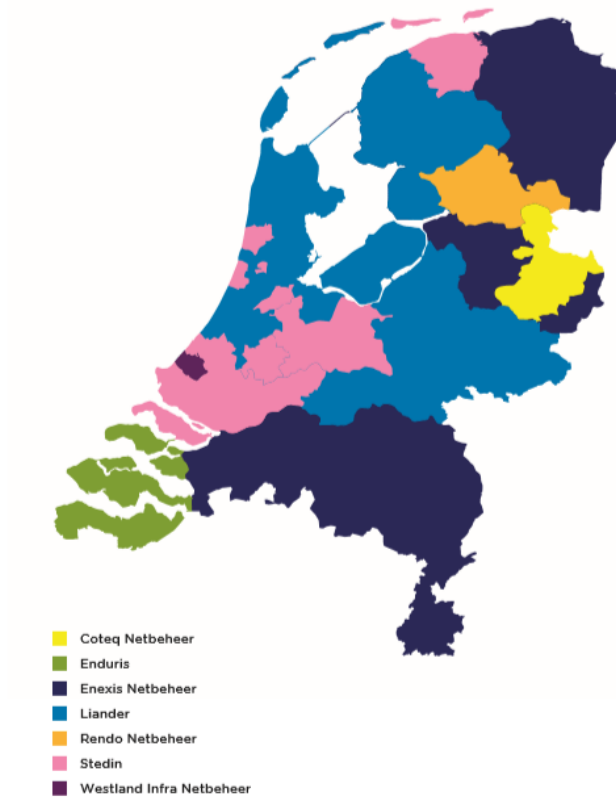 Coteq Netbeheer
Enduris
Enexis Netbeheer
Liander
Rendo Netbeheer
Stedin
Westland Infra Netbeheer